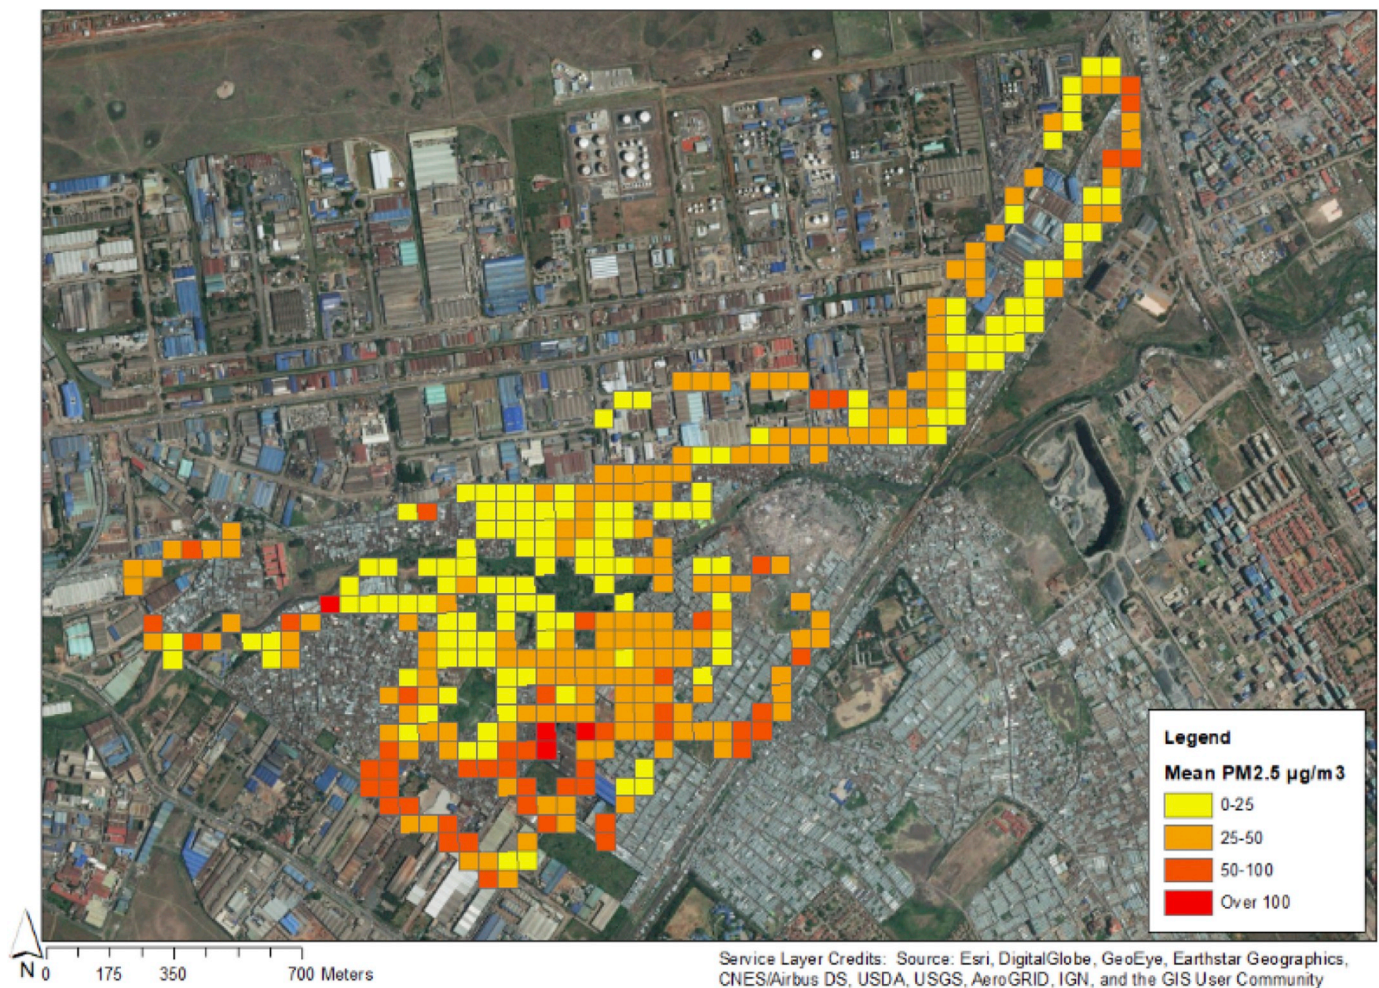 Legend
Mean PM2.5 µg/m3
0-25
25-50
50-100
Over 100
N 0 175 350 700 Meters
Service Layer Credits: Source: Esri, DigitalGlobe, GeoEye, Earthstar Geographics,
CNES/Airbus DS, USDA, USGS, AeroGRID, IGN, and the GIS User Community